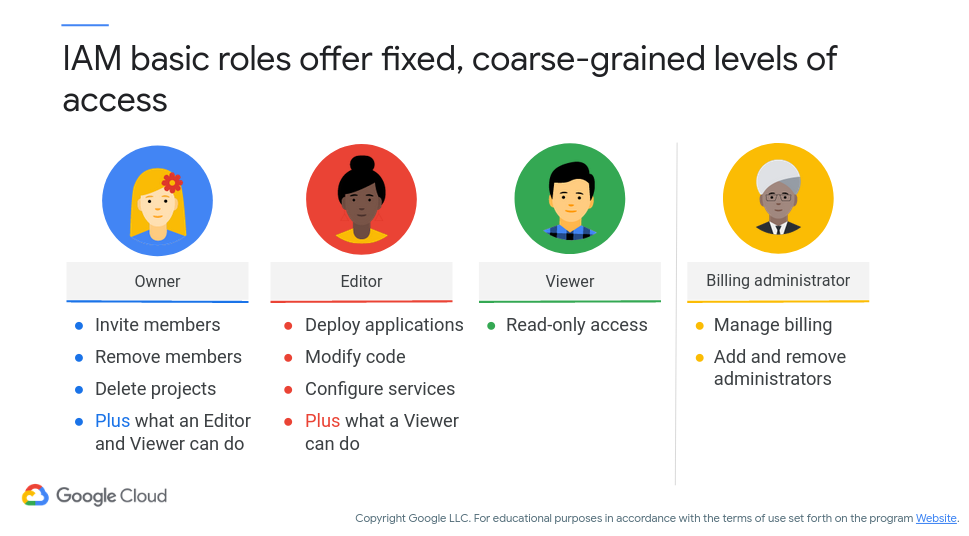 IAM basic roles offer fixed, coarse-grained levels of
access
Owner
Invite members
Remove members
Delete projects
Plus what an Editor
and Viewer can do
Editor
Deploy applications
Modify code
Configure services
Plus what a Viewer
can do
Viewer
Read-only access
Billing administrator
Manage billing
Add and remove
administrators
Google Cloud
Copyright Google LLC. For educational purposes in accordance with the terms of use set forth on the program Website.